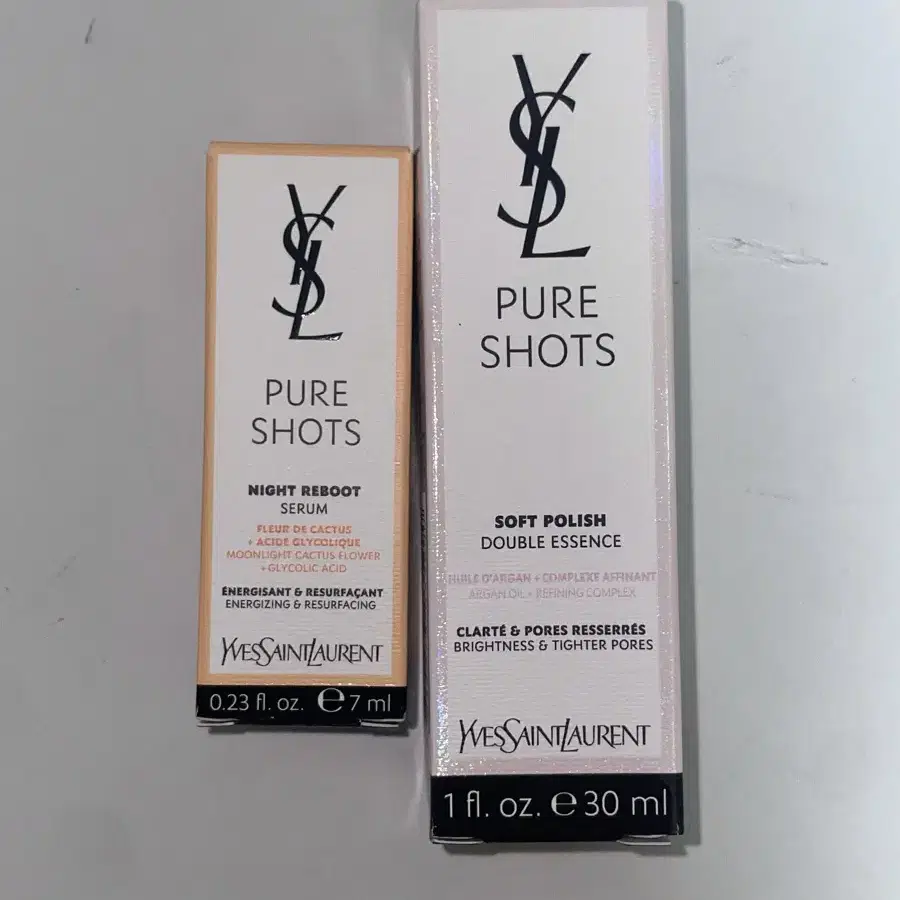 YSL
PURE
SHOTS
NIGHT REBOOT
SERUM
FLEUR DE CACTUS
+ ACIDE GLYCOLIQUE
MOONLIGHT CACTUS FLOWER
+ GLYCOLIC ACID
ÉNERGISANT & RESURFAÇANT
ENERGIZING & RESURFACING
YVESSAINTLAURENT
0.23 fl. oz. e 7 ml
YSL
PURE
SHOTS
SOFT POLISH
DOUBLE ESSENCE
HUILE D'ARGAN + COMPLEXE AFFINANT
ARGAN OIL + REFINING COMPLEX
CLARTÉ & PORES RESSERRÉS
BRIGHTNESS & TIGHTER PORES
YVESSAINTLAURENT
1 fl. oz. e 30 ml